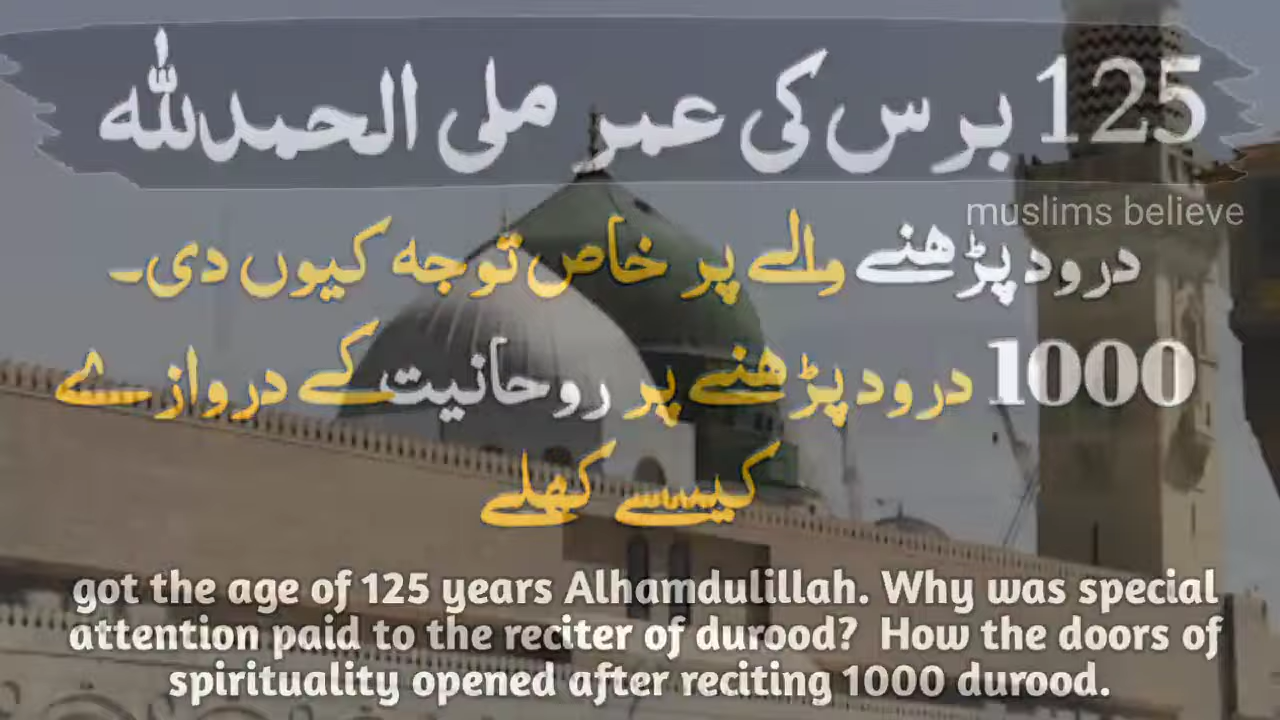 125 برس کی عمر ملی الحمدللہ
muslims believe
درود پڑھنے والے پر خاص توجہ کیوں دی۔
1000 درود پڑھنے پر روحانیت کے دروازے
کیسے کھلے
got the age of 125 years Alhamdulillah. Why was special
attention paid to the reciter of durood? How the doors of
spirituality opened after reciting 1000 durood.